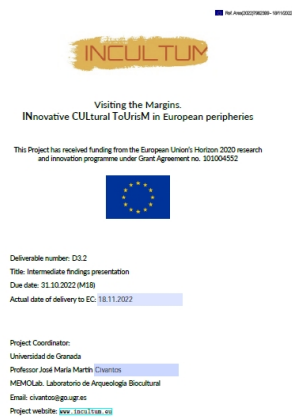 Ref. Ares(2022)7982389 - 18/11/2022
INCULTUM
Visiting the Margins.
INnovative CULtural ToUrisM in European peripheries
This Project has received funding from the European Union's Horizon 2020 research
and innovation programme under Grant Agreement no. 101004552
Deliverable number: D3.2
Title: Intermediate findings presentation
Due date: 31.10.2022 (M18)
Actual date of delivery to EC: 18.11.2022
Project Coordinator:
Universidad de Granada
Professor José María Martín Civantos
MEMOLab. Laboratorio de Arqueología Biocultural
Email: civantos@go.ugr.es
Project website: www.incultum.eu